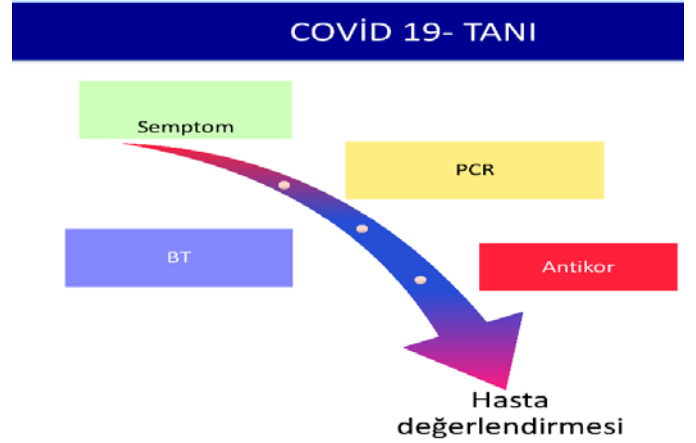 COVİD 19- TANI
Semptom
PCR
BT
Antikor
Hasta
değerlendirmesi